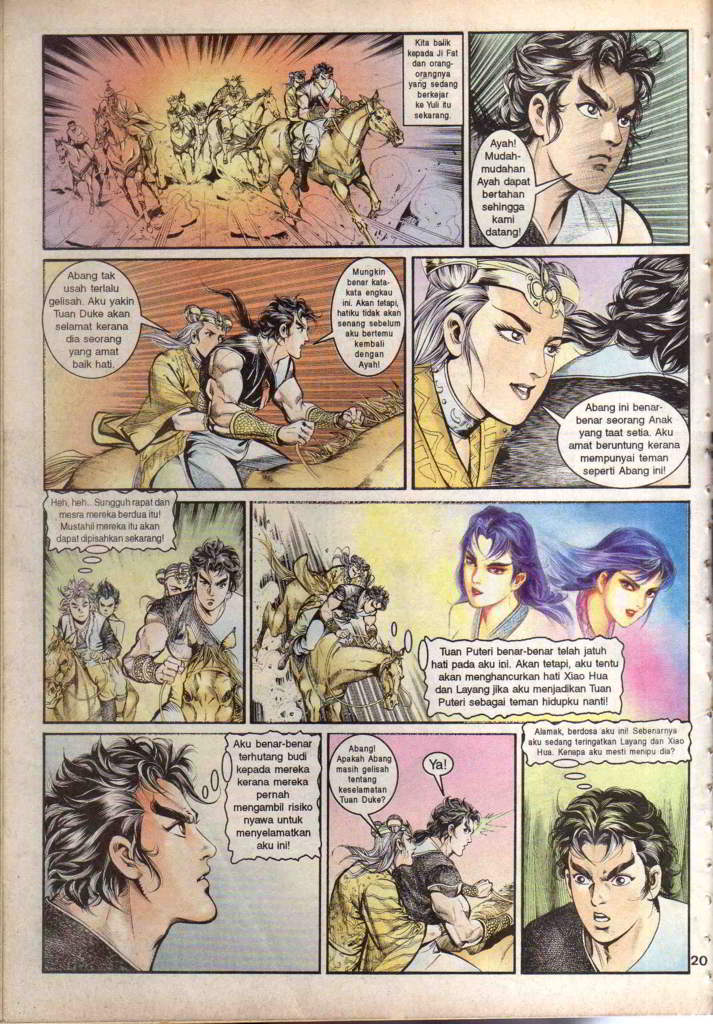 Kita balik
kepada Ji Fat
dan orang-
orangnya
yang sedang
berkejar
ke Yuli itu
sekarang.
Ayah!
Mudah-
mudahan
Ayah dapat
bertahan
sehingga
kami
datang!
Abang tak
usah terlalu
gelisah. Aku yakin
Tuan Duke akan
selamat kerana
dia seorang
yang amat
baik hati.
Mungkin
benar kata-
kata engkau
ini. Akan tetapi,
hatiku tidak akan
senang sebelum
aku bertemu
kembali
dengan
Ayah!
Abang ini benar-
benar seorang Anak
yang taat setia. Aku
amat beruntung kerana
mempunyai teman
seperti Abang ini!
Heh, heh.. Sungguh rapat dan
mesra mereka berdua itu!
Mustahil mereka itu akan
dapat dipisahkan sekarang!
Tuan Puteri benar-benar telah jatuh
hati pada aku ini. Akan tetapi, aku tentu
akan menghancurkan hati Xiao Hua
dan Layang jika aku menjadikan Tuan
Puteri sebagai teman hidupku nanti!
Aku benar-benar
terhutang budi
kepada mereka
kerana mereka
pernah
mengambil risiko
nyawa untuk
menyelamatkan
aku ini!
Abang!
Apakah Abang
masih gelisah
tentang
keselamatan
Tuan Duke?
Ya!
Alamak, berdosa aku ini! Sebenarnya
aku sedang teringatkan Layang dan Xiao
Hua. Kenapa aku mesti menipu dia?
20